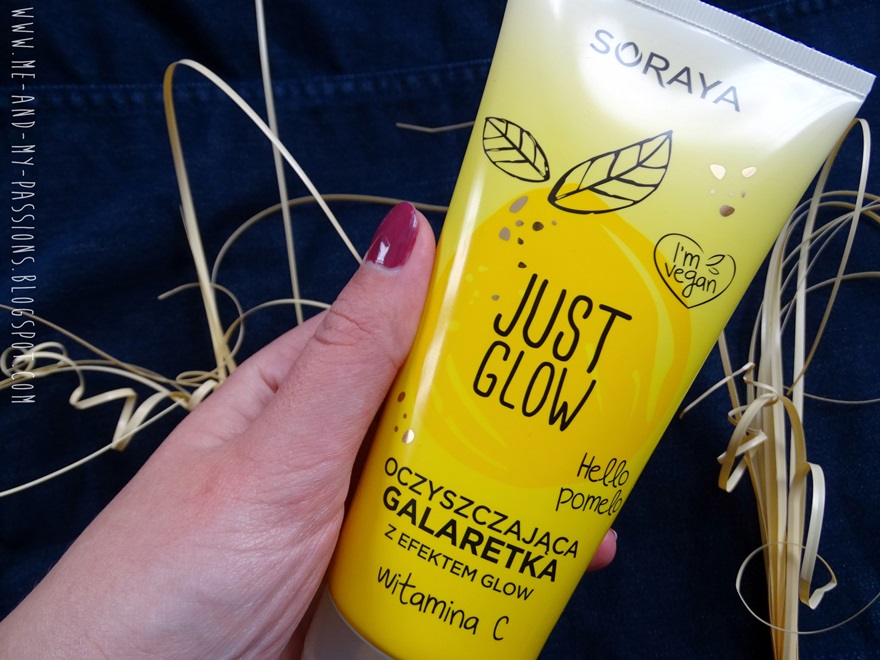 WWW.ME-AND-MY-PASSIONS.BLOGSPOT.COM
SORAYA
I'm
vegan
JUST
GLOW
Hello
pomelo
OCZYSZCZAJĄCA
GALARETKA
Z EFEKTEM GLOW
witamina C